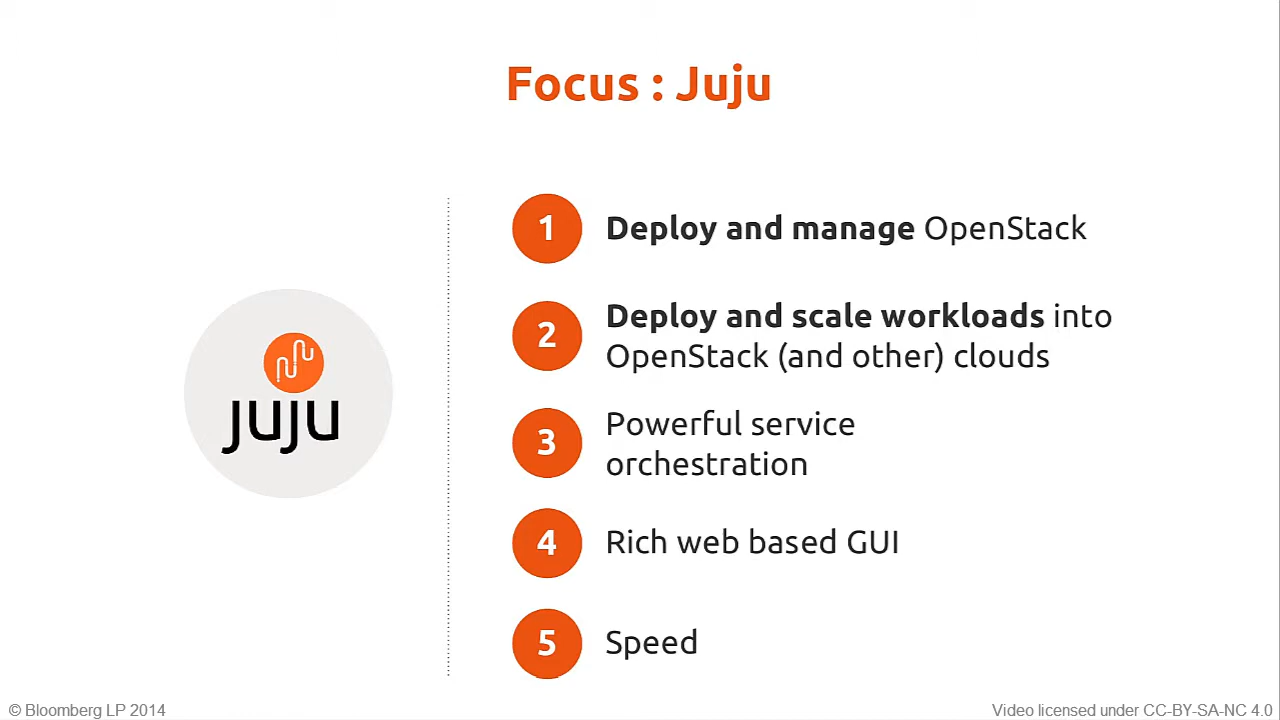 Focus : Juju
juju
1 Deploy and manage OpenStack
2 Deploy and scale workloads into
OpenStack (and other) clouds
3 Powerful service
orchestration
4 Rich web based GUI
5 Speed
© Bloomberg LP 2014
Video licensed under CC-BY-SA-NC 4.0